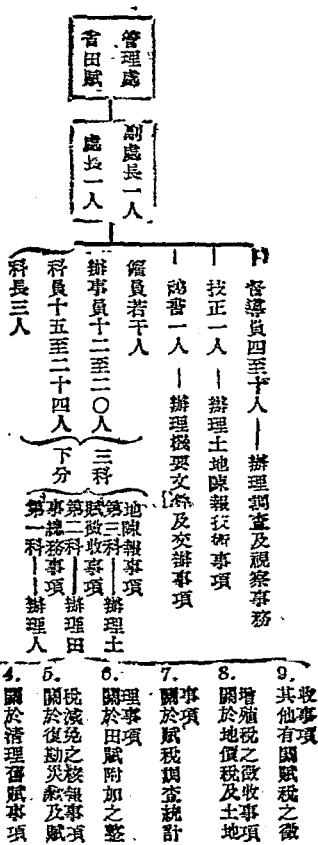 省田賦
管理處
處長一人
副處長一人
督導員四至十人——辦理調查及視察事務
技正一人—辦理土地陳報技術事項
秘書一人—辦理撮要文件及交辦事項
僱員若干人
辦事員十二至二〇人
科員十五至二十四人
科長三人
三科
下分
第一科——辦理人
事總務事項
第二科——辦理田
賦徵收事項
第三科——辦理土
地陳報事項
4. 關於清理舊賦事項
5. 關於復勘災歉及賦
稅減免之核報事項
6. 關於田賦附加之整
理事項
7. 關於賦稅調查統計
事項
8. 關於地價稅及土地
增殖稅之徵收事項
9. 其他有關賦稅之徵
收事項